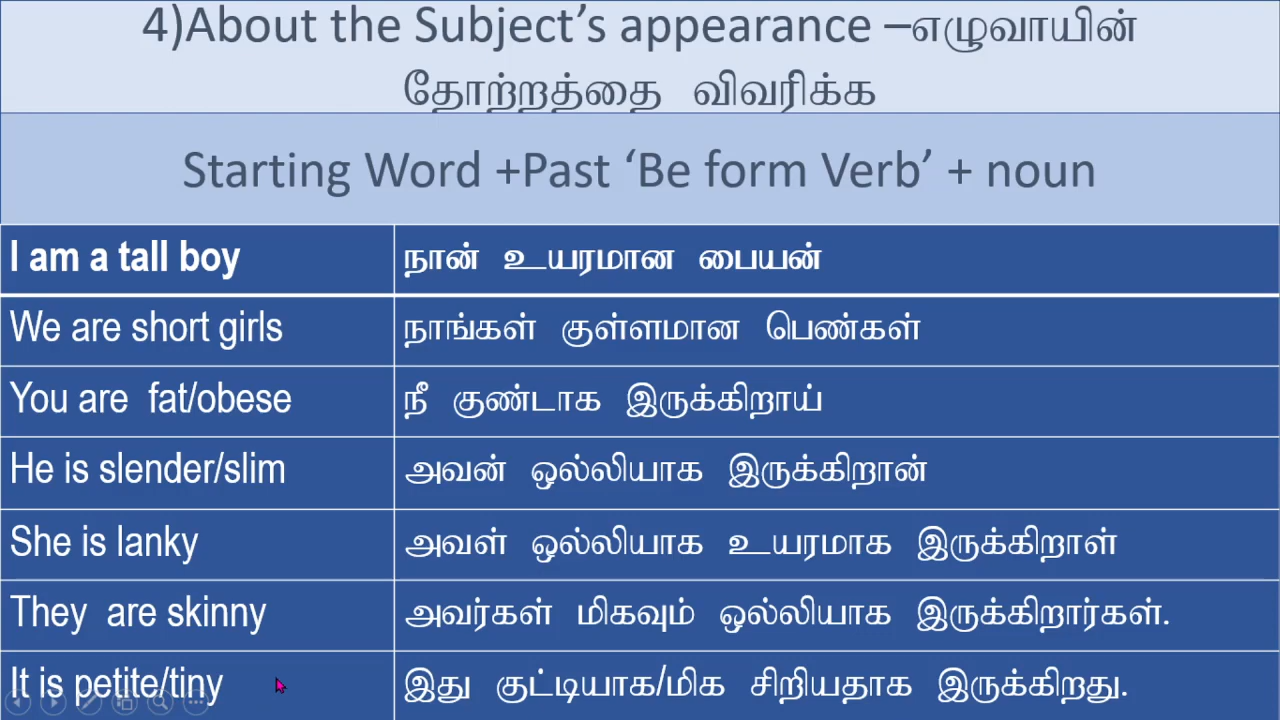 4)About the Subject’s appearance –எழுவாயின்
தோற்றத்தை விவரிக்க
Starting Word +Past ‘Be form Verb’ + noun
I am a tall boy நான் உயரமான பையன்
We are short girls நாங்கள் குள்ளமான பெண்கள்
You are fat/obese நீ குண்டாக இருக்கிறாய்
He is slender/slim அவன் ஒல்லியாக இருக்கிறான்
She is lanky அவள் ஒல்லியாக உயரமாக இருக்கிறாள்
They are skinny அவர்கள் மிகவும் ஒல்லியாக இருக்கிறார்கள்.
It is petite/tiny இது குட்டியாக/மிக சிறியதாக இருக்கிறது.